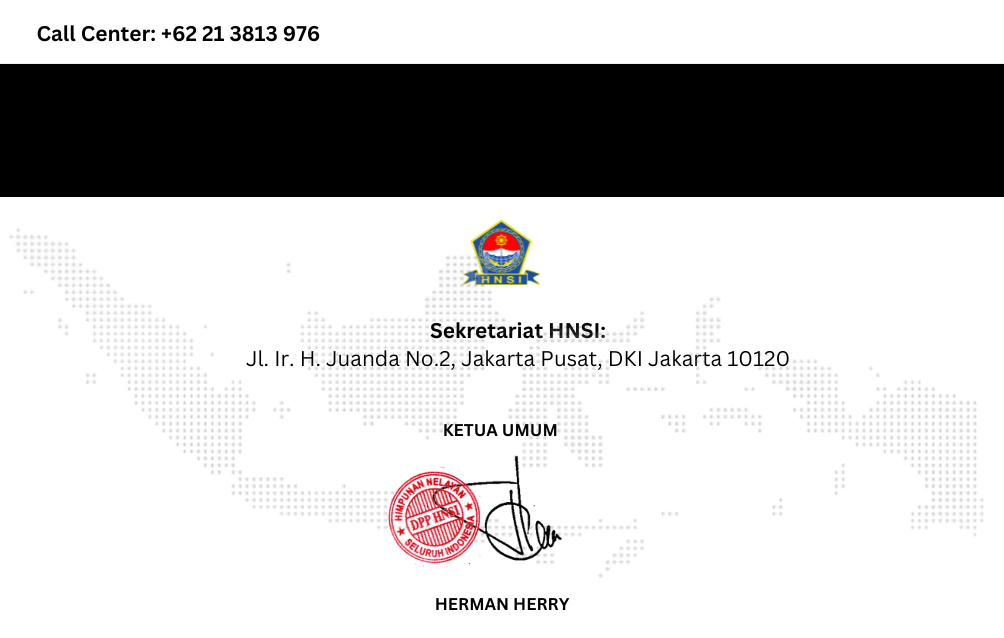 Call Center: +62 21 3813 976
HNSI
Sekretariat HNSI:
Jl. Ir. H. Juanda No.2, Jakarta Pusat, DKI Jakarta 10120
KETUA UMUM
HIMPUNAN NELAYAN
DPP HNSI
SELURUH INDONESIA
HERMAN HERRY